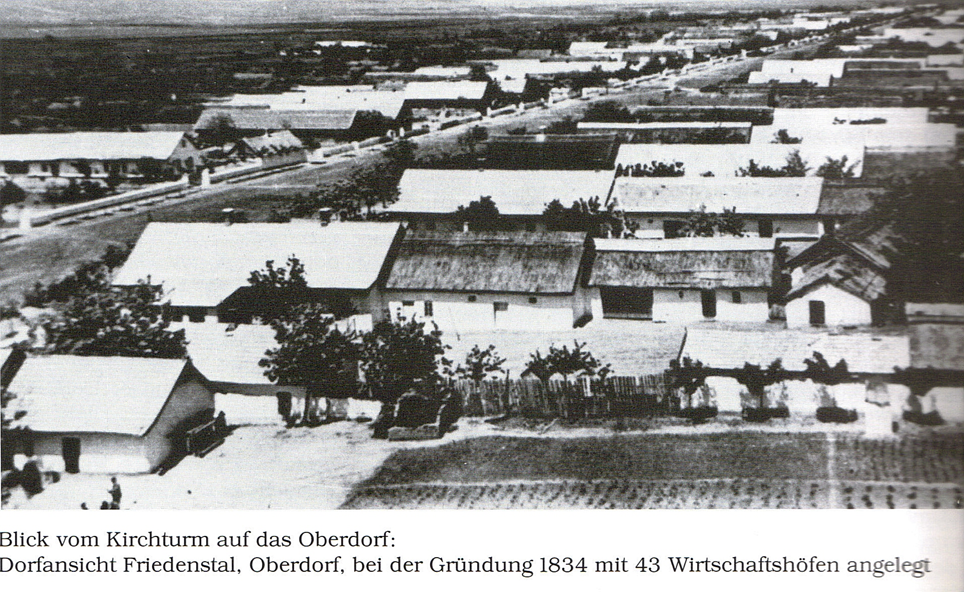 Blick vom Kirchturm auf das Oberdorf:
Dorfansicht Friedenstal, Oberdorf, bei der Gründung 1834 mit 43 Wirtschaftshöfen angelegt